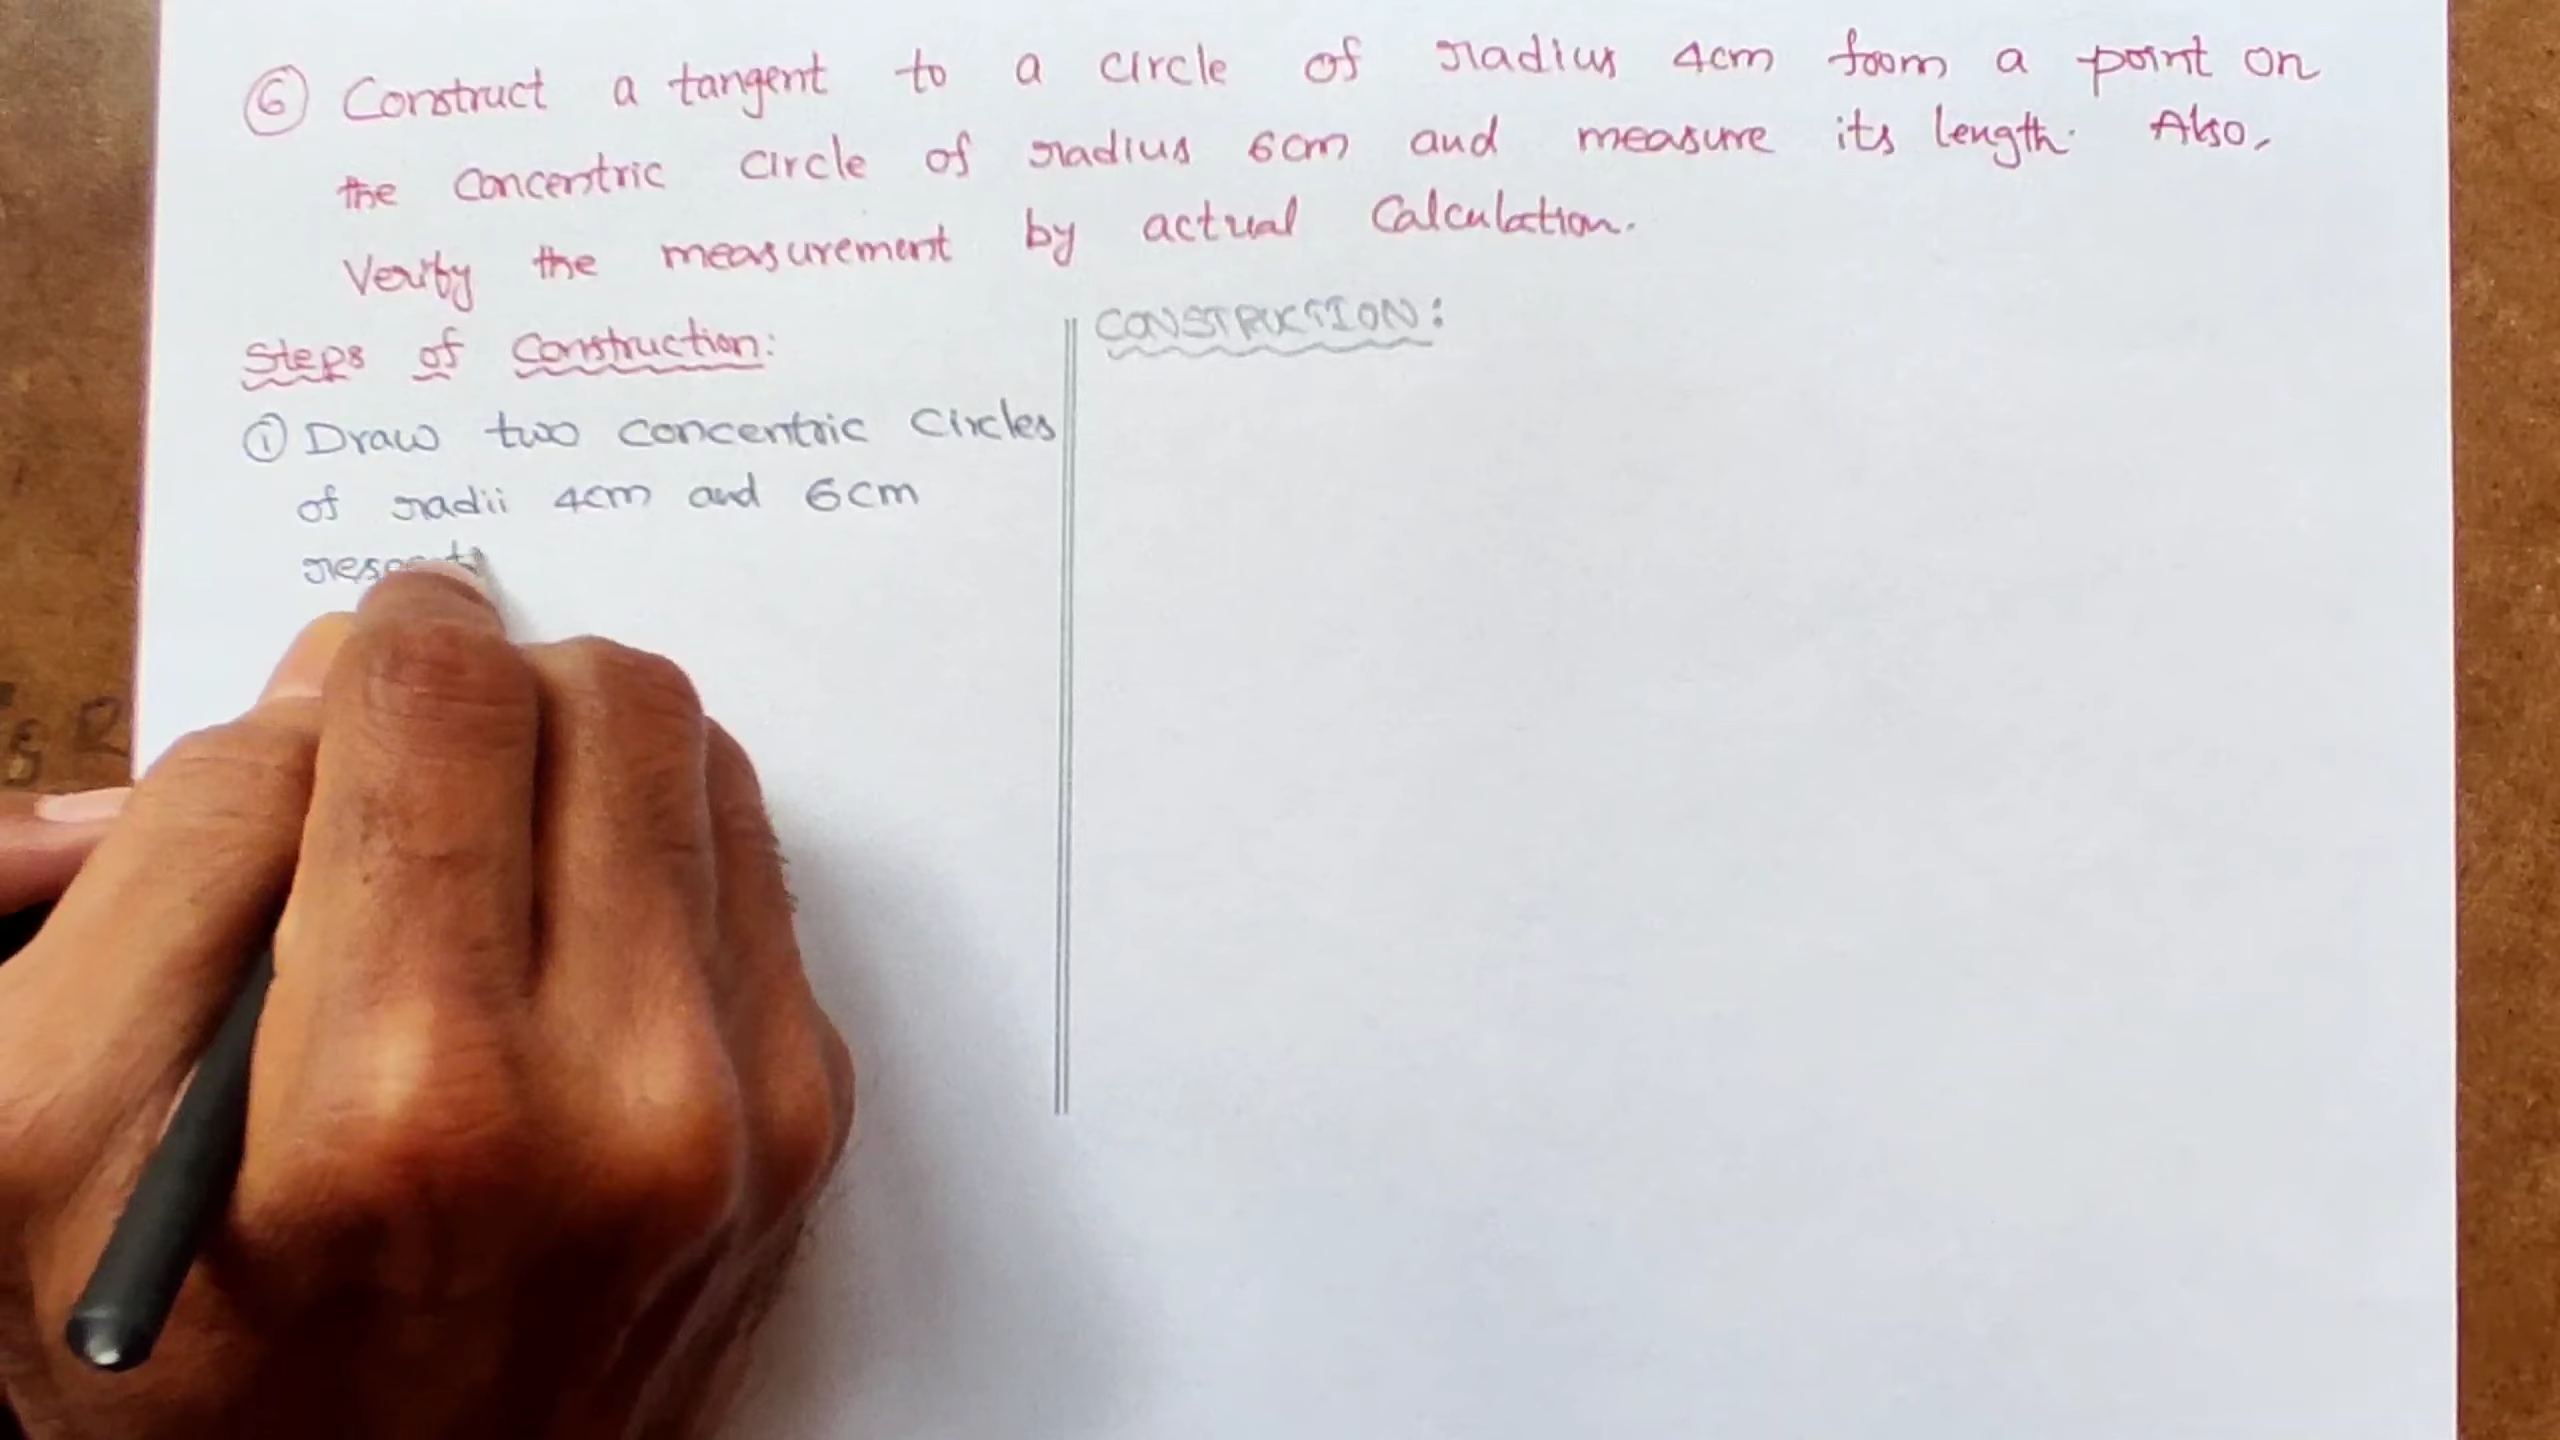 ⑥ Construct a tangent to a circle of radius 4cm from a point on
the concentric circle of radius 6cm and measure its length. Also,
Verify the measurement by actual Calculation.
Steps of Construction:
CONSTRUCTION:
① Draw two concentric Circles
of radii 4cm and 6cm